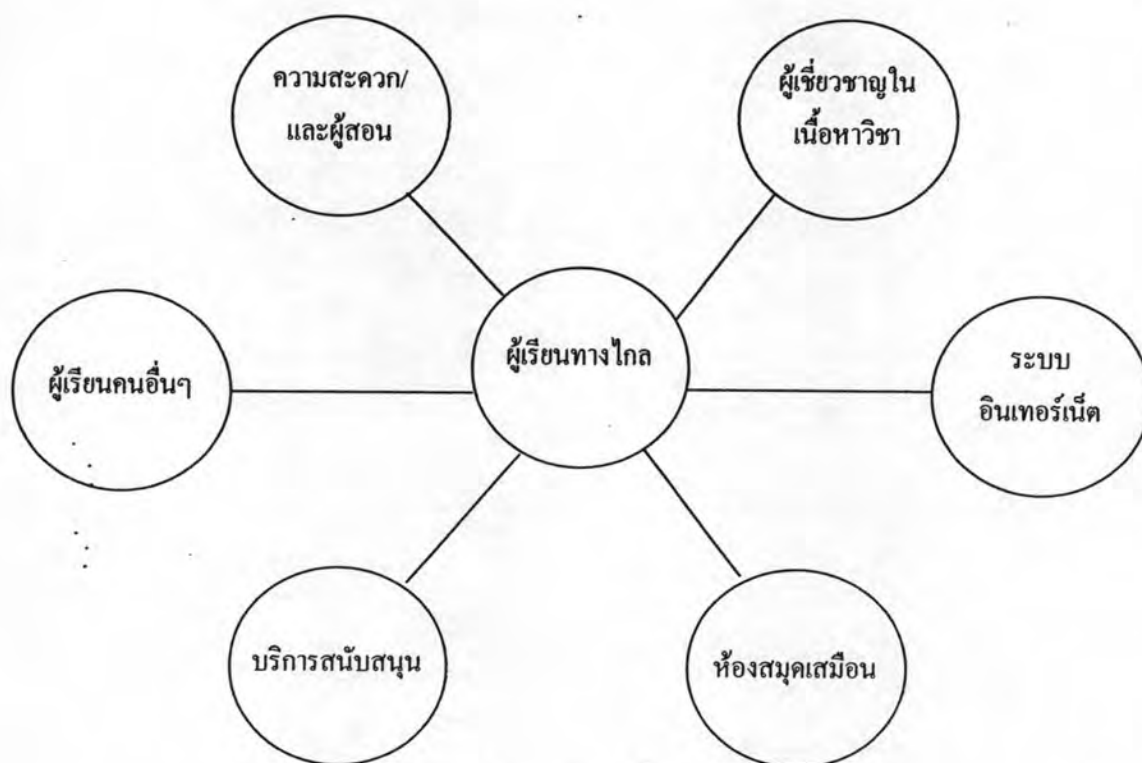 ความสะดวก/
และผู้สอน
ผู้เชี่ยวชาญใน
เนื้อหาวิชา
ผู้เรียนทางไกล
ผู้เรียนคนอื่นๆ
ระบบ
อินเทอร์เน็ต
บริการสนับสนุน
ห้องสมุดเสมือน